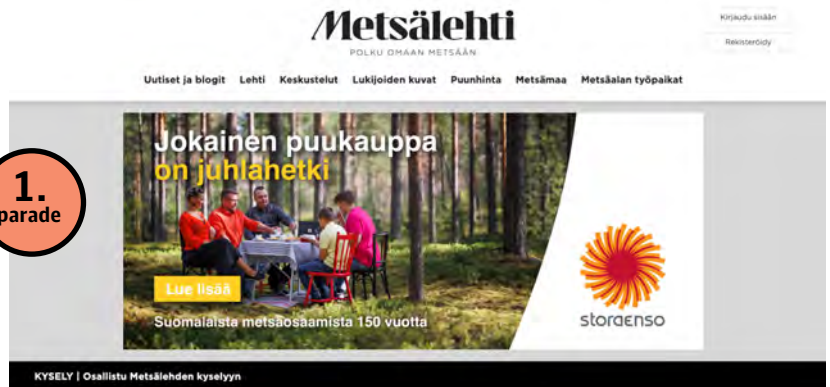 Metsälehti
POLKU OMAAN METSÄÄN
Kirjaudu sisään
Rekisteröidy
Uutiset ja blogit Lehti Keskustelut Lukijoiden kuvat Puunhinta Metsämaa Metsäalan työpaikat
Jokainen puukauppa
on juhlahetki
1.
parade
Lue lisää
Suomalaista metsäosaamista 150 vuotta
storaenso
KYSELY | Osallistu Metsälehden kyselyyn